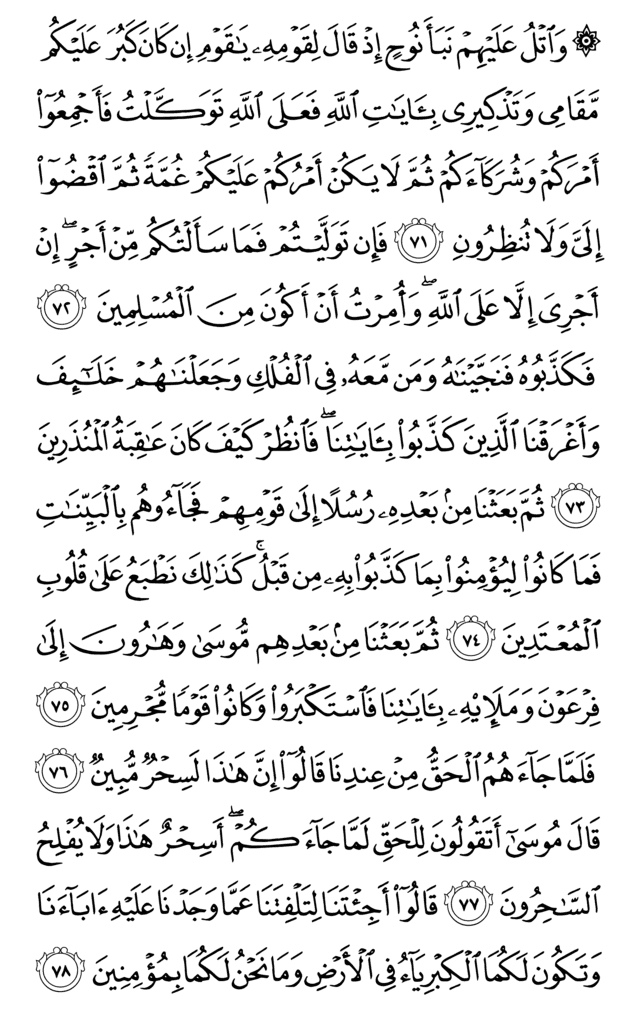 ۞ وَٱتۡلُ عَلَيۡهِمۡ نَبَأَ نُوحٍ إِذۡ قَالَ لِقَوۡمِهِۦ يَٰقَوۡمِ إِن كَانَ كَبُرَ عَلَيۡكُم
مَّقَامِي وَتَذۡكِيرِي بِـَٔايَٰتِ ٱللَّهِ فَعَلَى ٱللَّهِ تَوَكَّلۡتُ فَأَجۡمِعُوٓاْ
أَمۡرَكُمۡ وَشُرَكَآءَكُمۡ ثُمَّ لَا يَكُنۡ أَمۡرُكُمۡ عَلَيۡكُمۡ غُمَّةٗ ثُمَّ ٱقۡضُوٓاْ
إِلَيَّ وَلَا تُنظِرُونِ ٧١ فَإِن تَوَلَّيۡتُمۡ فَمَا سَأَلۡتُكُم مِّنۡ أَجۡرٍۖ إِنۡ
أَجۡرِيَ إِلَّا عَلَى ٱللَّهِۖ وَأُمِرۡتُ أَنۡ أَكُونَ مِنَ ٱلۡمُسۡلِمِينَ ٧٢
فَكَذَّبُوهُ فَنَجَّيۡنَٰهُ وَمَن مَّعَهُۥ فِي ٱلۡفُلۡكِ وَجَعَلۡنَٰهُمۡ خَلَٰٓئِفَ
وَأَغۡرَقۡنَا ٱلَّذِينَ كَذَّبُواْ بِـَٔايَٰتِنَاۖ فَٱنظُرۡ كَيۡفَ كَانَ عَٰقِبَةُ ٱلۡمُنذَرِينَ
٧٣ ثُمَّ بَعَثۡنَا مِنۢ بَعۡدِهِۦ رُسُلًا إِلَىٰ قَوۡمِهِمۡ فَجَآءُوهُم بِٱلۡبَيِّنَٰتِ
فَمَا كَانُواْ لِيُؤۡمِنُواْ بِمَا كَذَّبُواْ بِهِۦ مِن قَبۡلُۚ كَذَٰلِكَ نَطۡبَعُ عَلَىٰ قُلُوبِ
ٱلۡمُعۡتَدِينَ ٧٤ ثُمَّ بَعَثۡنَا مِنۢ بَعۡدِهِم مُّوسَىٰ وَهَٰرُونَ إِلَىٰ
فِرۡعَوۡنَ وَمَلَإِيْهِۦ بِـَٔايَٰتِنَا فَٱسۡتَكۡبَرُواْ وَكَانُواْ قَوۡمٗا مُّجۡرِمِينَ ٧٥
فَلَمَّا جَآءَهُمُ ٱلۡحَقُّ مِنۡ عِندِنَا قَالُوٓاْ إِنَّ هَٰذَا لَسِحۡرٞ مُّبِينٞ ٧٦
قَالَ مُوسَىٰٓ أَتَقُولُونَ لِلۡحَقِّ لَمَّا جَآءَكُمۡۖ أَسِحۡرٌ هَٰذَا وَلَا يُفۡلِحُ
ٱلسَّٰحِرُونَ ٧٧ قَالُوٓاْ أَجِئۡتَنَا لِتَلۡفِتَنَا عَمَّا وَجَدۡنَا عَلَيۡهِ ءَابَآءَنَا
وَتَكُونَ لَكُمَا ٱلۡكِبۡرِيَآءُ فِي ٱلۡأَرۡضِ وَمَا نَحۡنُ لَكُمَا بِمُؤۡمِنِينَ ٧٨